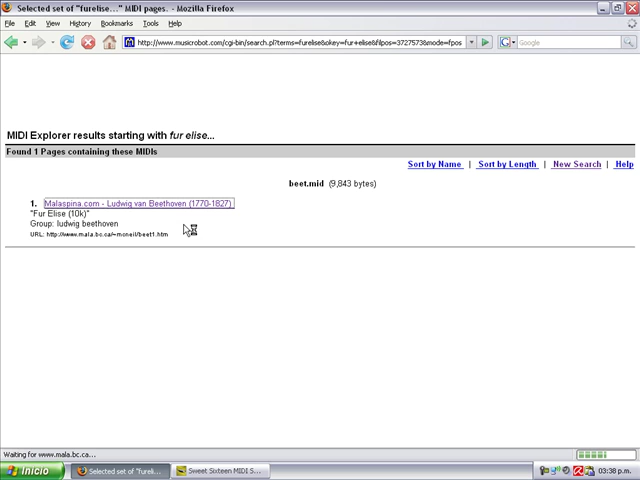 Selected set of "furelise..." MIDI pages. - Mozilla Firefox
File Edit View History Bookmarks Tools Help
http://www.musicrobot.com/cgi-bin/search.pl?terms=furelise&okey=fur+elise&filpos=3727573&mode=fpos
Google
MIDI Explorer results starting with fur elise...
Found 1 Pages containing these MIDIs
Sort by Name | Sort by Length | New Search | Help
beet.mid (9,843 bytes)
1. Malaspina.com - Ludwig van Beethoven (1770-1827)
"Fur Elise (10k)"
Group: ludwig beethoven
URL: http://www.mala.bc.ca/~mcneil/beet1.htm
Waiting for www.mala.bc.ca...
Inicio Selected set of "fureli... Sweet Sixteen MIDI S... 03:38 p.m.